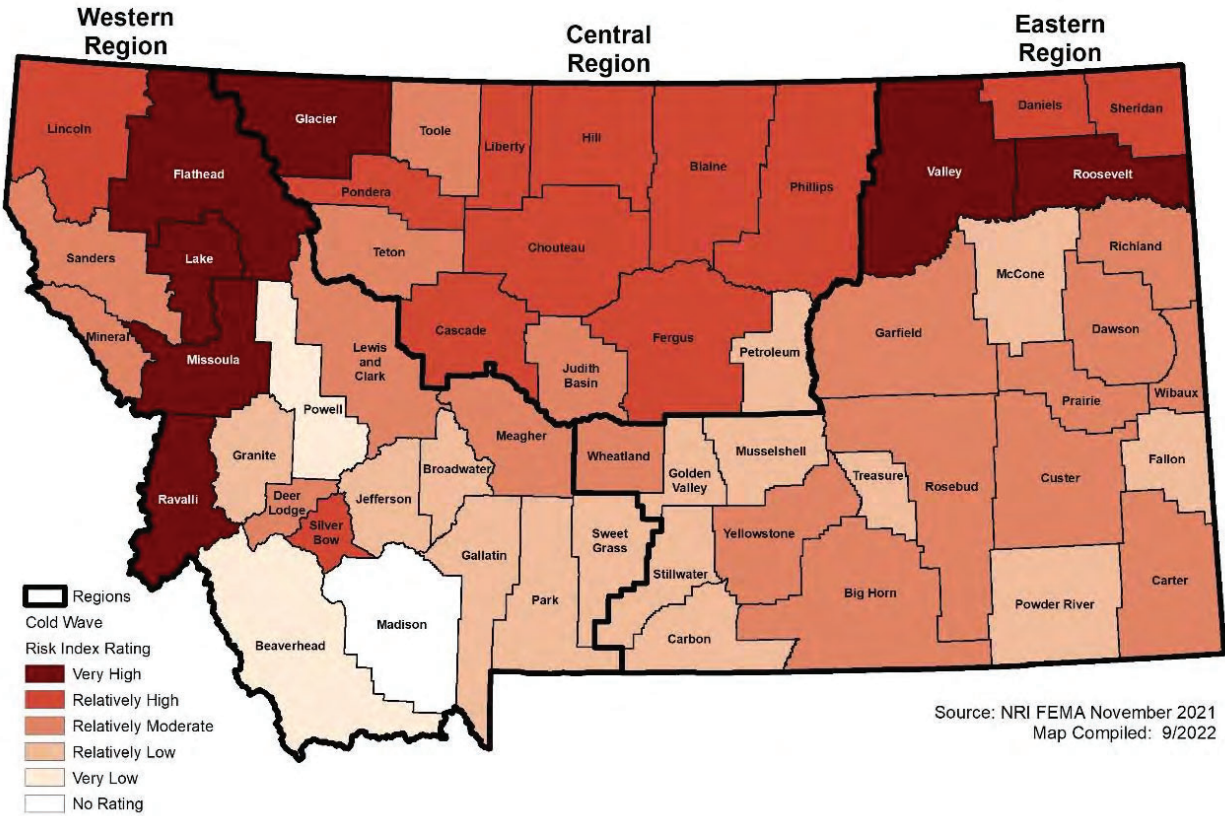 Western
Region
Central
Region
Eastern
Region
Lincoln
Flathead
Glacier
Toole
Liberty
Hill
Blaine
Phillips
Valley
Daniels
Sheridan
Roosevelt
Pondera
Teton
Chouteau
Sanders
Lake
Mineral
Missoula
Cascade
Judith
Basin
Fergus
Petroleum
Garfield
McCone
Richland
Dawson
Wibaux
Prairie
Lewis
and
Clark
Powell
Granite
Ravalli
Deer
Lodge
Silver
Bow
Jefferson
Broadwater
Meagher
Wheatland
Golden
Valley
Musselshell
Treasure
Rosebud
Custer
Fallon
Gallatin
Park
Sweet
Grass
Stillwater
Yellowstone
Big Horn
Carbon
Powder River
Carter
Beaverhead
Madison
Regions
Cold Wave
Risk Index Rating
Very High
Relatively High
Relatively Moderate
Relatively Low
Very Low
No Rating
Source: NRI FEMA November 2021
Map Compiled: 9/2022